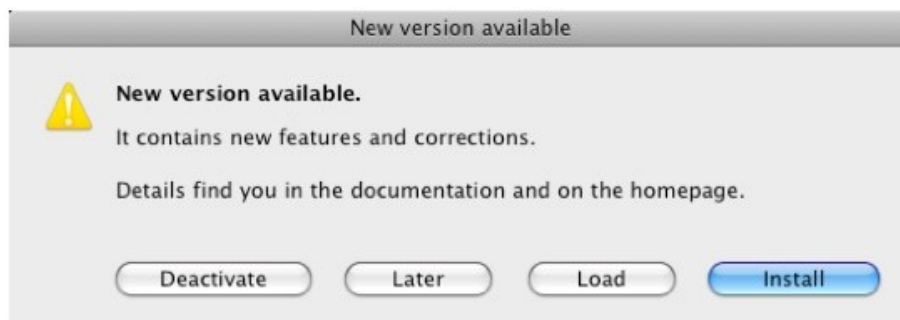 New version available
New version available.
It contains new features and corrections.
Details find you in the documentation and on the homepage.
Deactivate Later Load Install